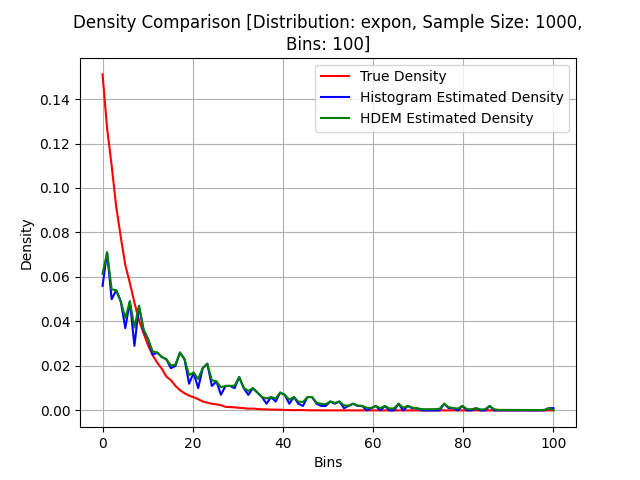 Density Comparison [Distribution: expon, Sample Size: 1000,
Bins: 100]
True Density
Histogram Estimated Density
HDEM Estimated Density
Density
0.14
0.12
0.10
0.08
0.06
0.04
0.02
0.00
0 20 40 60 80 100
Bins